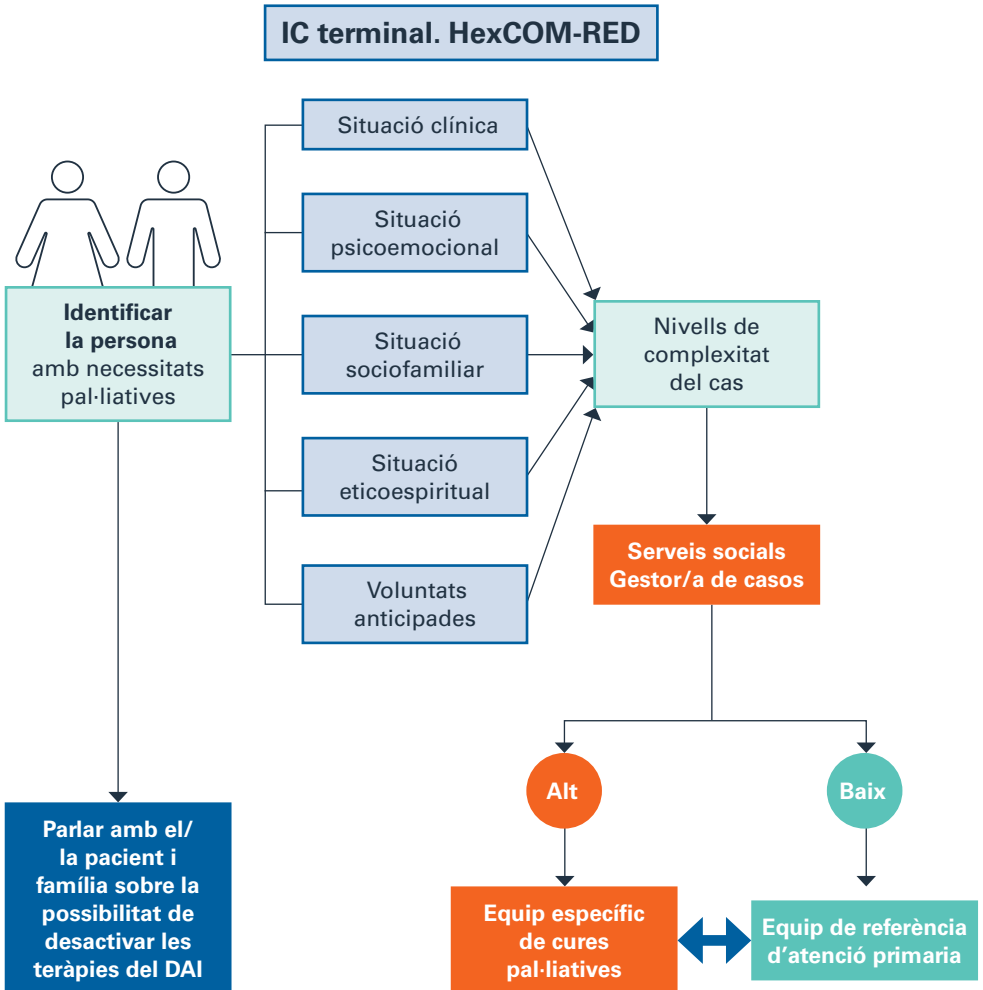 IC terminal. HexCOM-RED
Identificar
la persona
amb necessitats
pal·liatives
Situació clínica
Situació
psicoemocional
Situació
sociofamiliar
Situació
eticoespiritual
Voluntats
anticipades
Nivells de
complexitat
del cas
Serveis socials
Gestor/a de casos
Alt
Baix
Parlar amb el/
la pacient i
família sobre la
possibilitat de
desactivar les
teràpies del DAI
Equip específic
de cures
pal·liatives
Equip de referència
d’atenció primaria